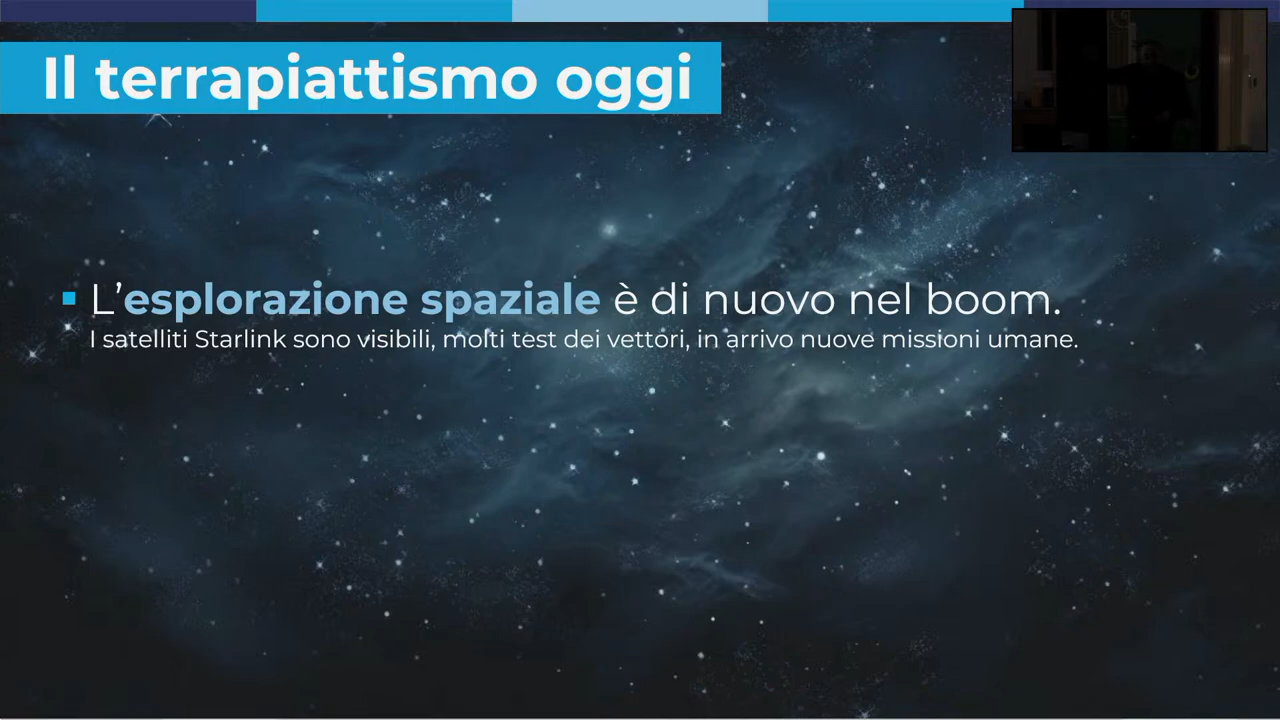 Il terrapiattismo oggi
L’esplorazione spaziale è di nuovo nel boom.
I satelliti Starlink sono visibili, molti test dei vettori, in arrivo nuove missioni umane.